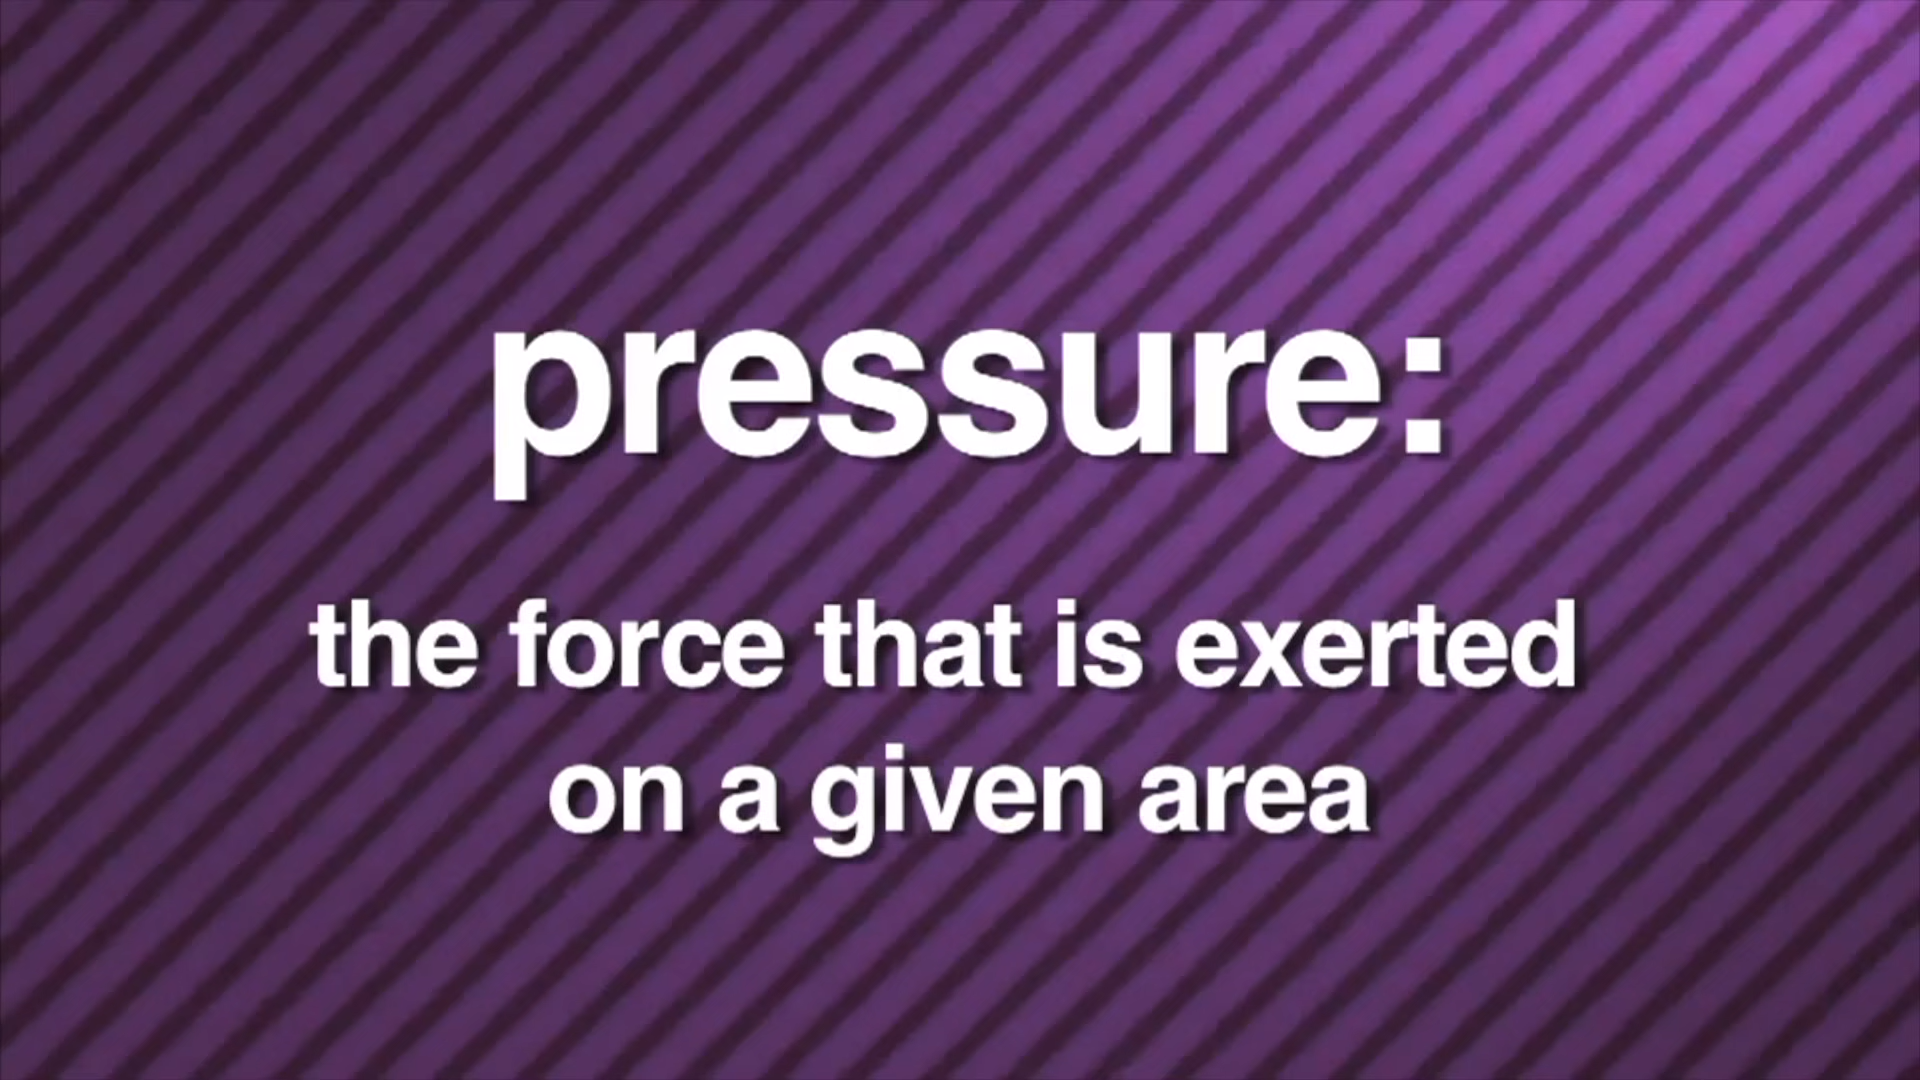 pressure:
the force that is exerted
on a given area